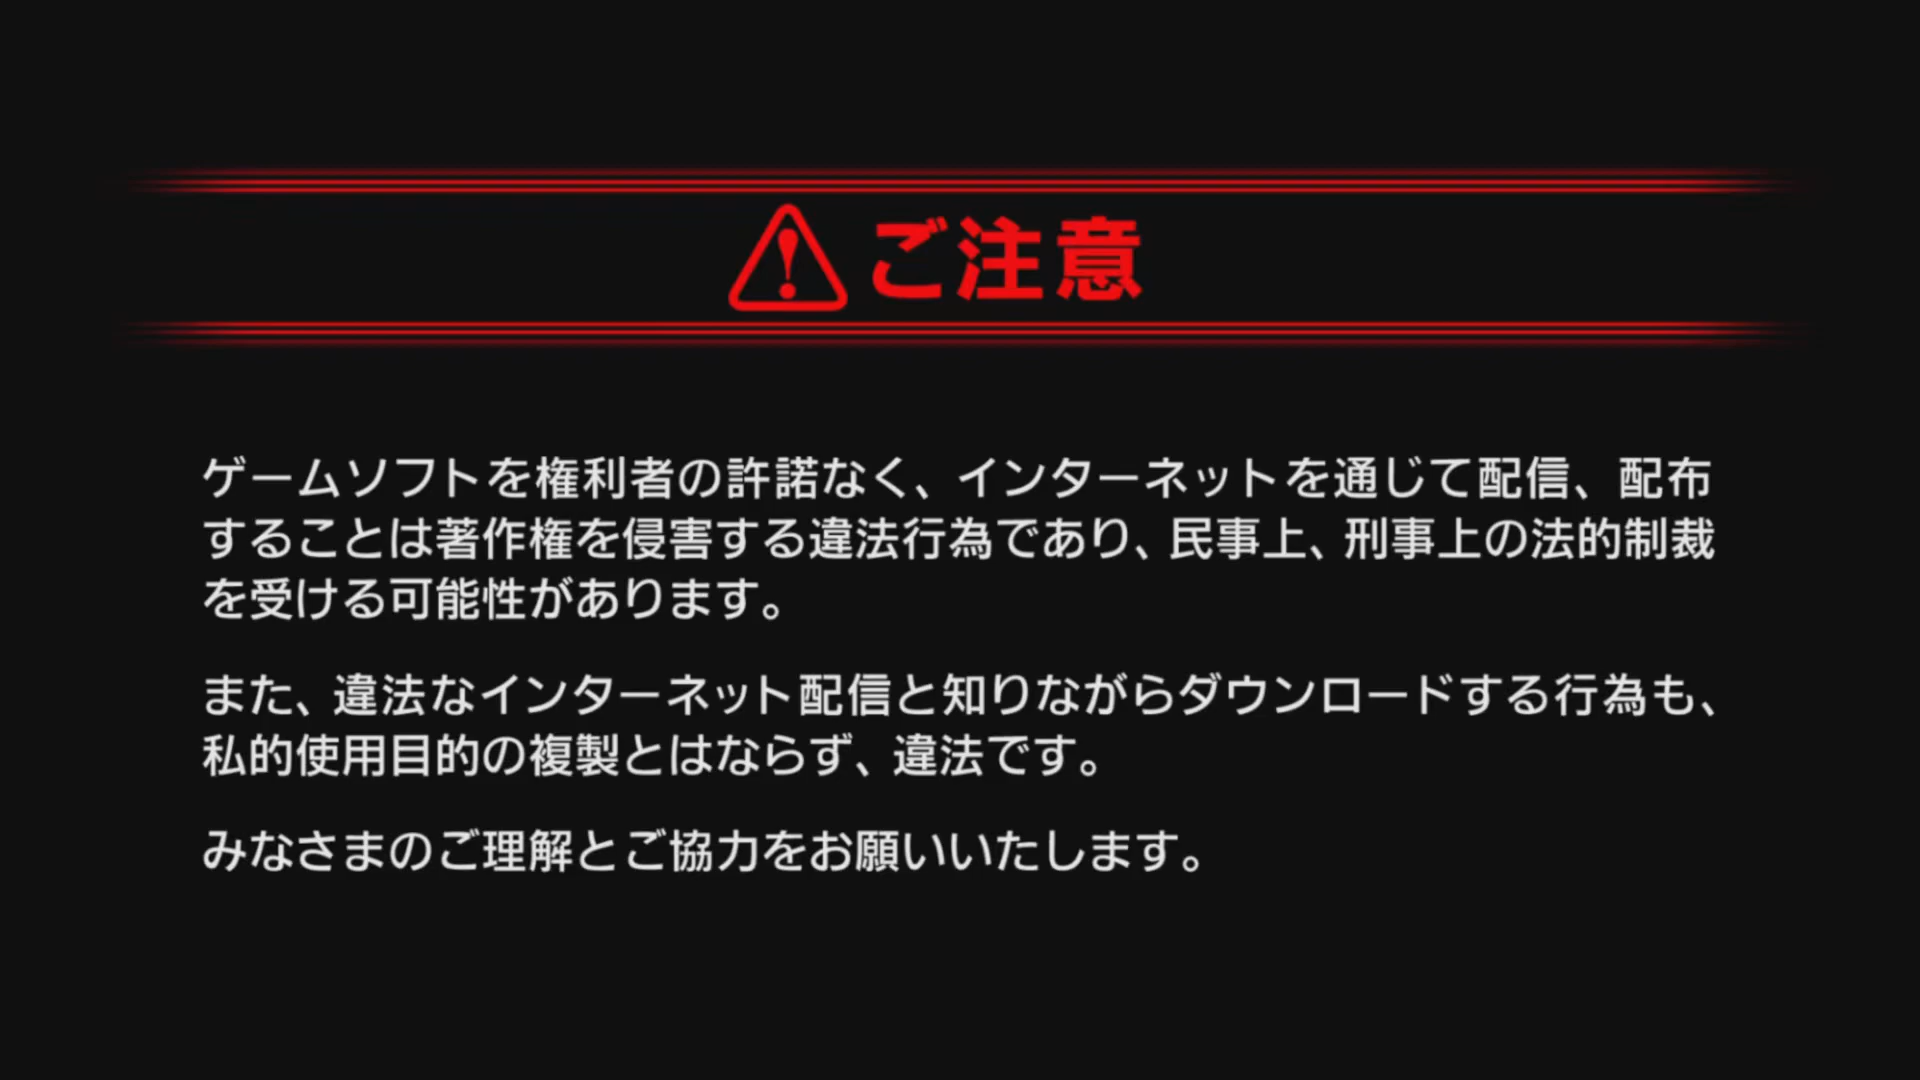 ご注意
ゲームソフトを権利者の許諾なく、インターネットを通じて配信、配布
することは著作権を侵害する違法行為であり、民事上、刑事上の法的制裁
を受ける可能性があります。
また、違法なインターネット配信と知りながらダウンロードする行為も、
私的使用目的の複製とはならず、違法です。
みなさまのご理解とご協力をお願いいたします。